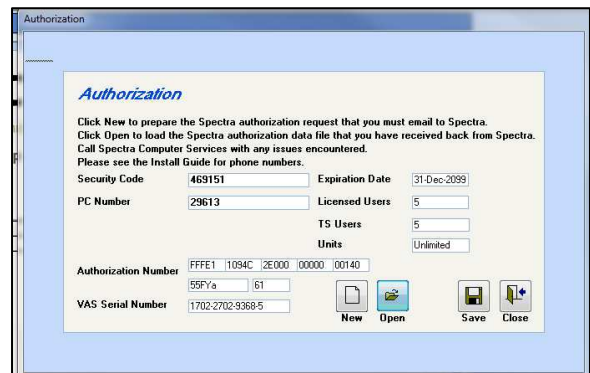 Authorization
Authorization
Click New to prepare the Spectra authorization request that you must email to Spectra.
Click Open to load the Spectra authorization data file that you have received back from Spectra.
Call Spectra Computer Services with any issues encountered.
Please see the Install Guide for phone numbers.
Security Code 469151 Expiration Date 31-Dec-2099
PC Number 29613 Licensed Users 5
TS Users 5
Units Unlimited
Authorization Number FFFE1 1094C 2E000 00000 00140
55FYa 61
VAS Serial Number 1702-2702-9368-5
New Open Save Close